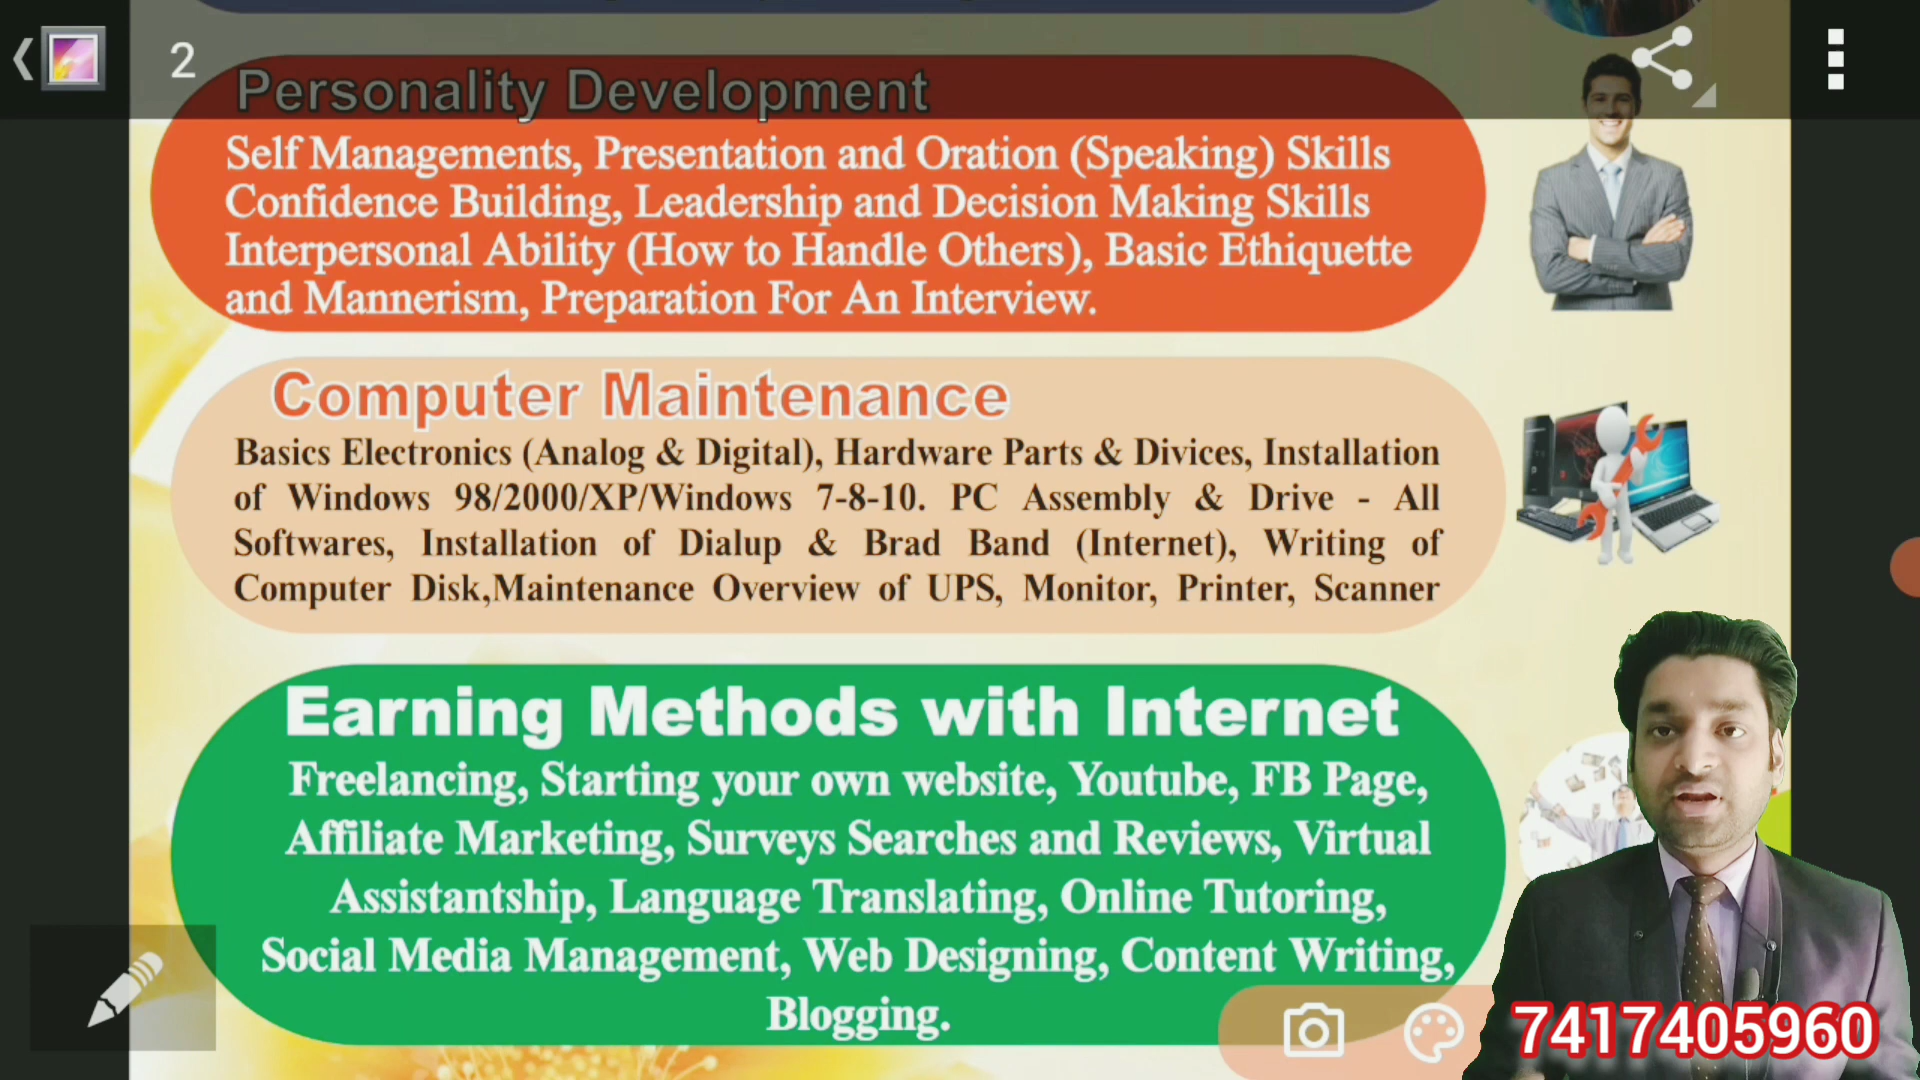 2
Personality Development
Self Managements, Presentation and Oration (Speaking) Skills
Confidence Building, Leadership and Decision Making Skills
Interpersonal Ability (How to Handle Others), Basic Ethiquette
and Mannerism, Preparation For An Interview.
Computer Maintenance
Basics Electronics (Analog & Digital), Hardware Parts & Divices, Installation
of Windows 98/2000/XP/Windows 7-8-10. PC Assembly & Drive - All
Softwares, Installation of Dialup & Brad Band (Internet), Writing of
Computer Disk,Maintenance Overview of UPS, Monitor, Printer, Scanner
Earning Methods with Internet
Freelancing, Starting your own website, Youtube, FB Page,
Affiliate Marketing, Surveys Searches and Reviews, Virtual
Assistantship, Language Translating, Online Tutoring,
Social Media Management, Web Designing, Content Writing,
Blogging.
7417405960